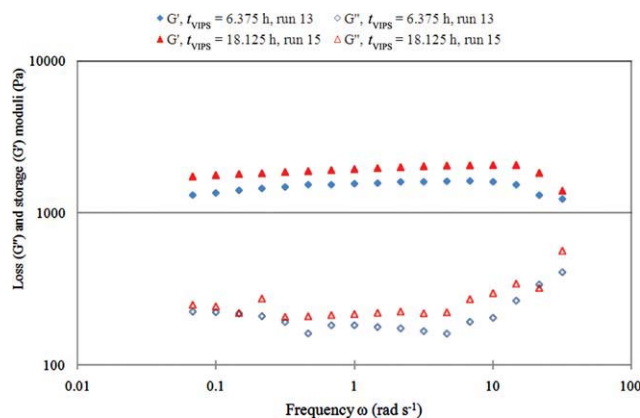 G', tVIPS = 6.375 h, run 13 G'', tVIPS = 6.375 h, run 13
G', tVIPS = 18.125 h, run 15 G'', tVIPS = 18.125 h, run 15
Loss (G'') and storage (G') moduli (Pa)
10000
1000
100
0.01 0.1 1 10 100
Frequency ω (rad s-1)